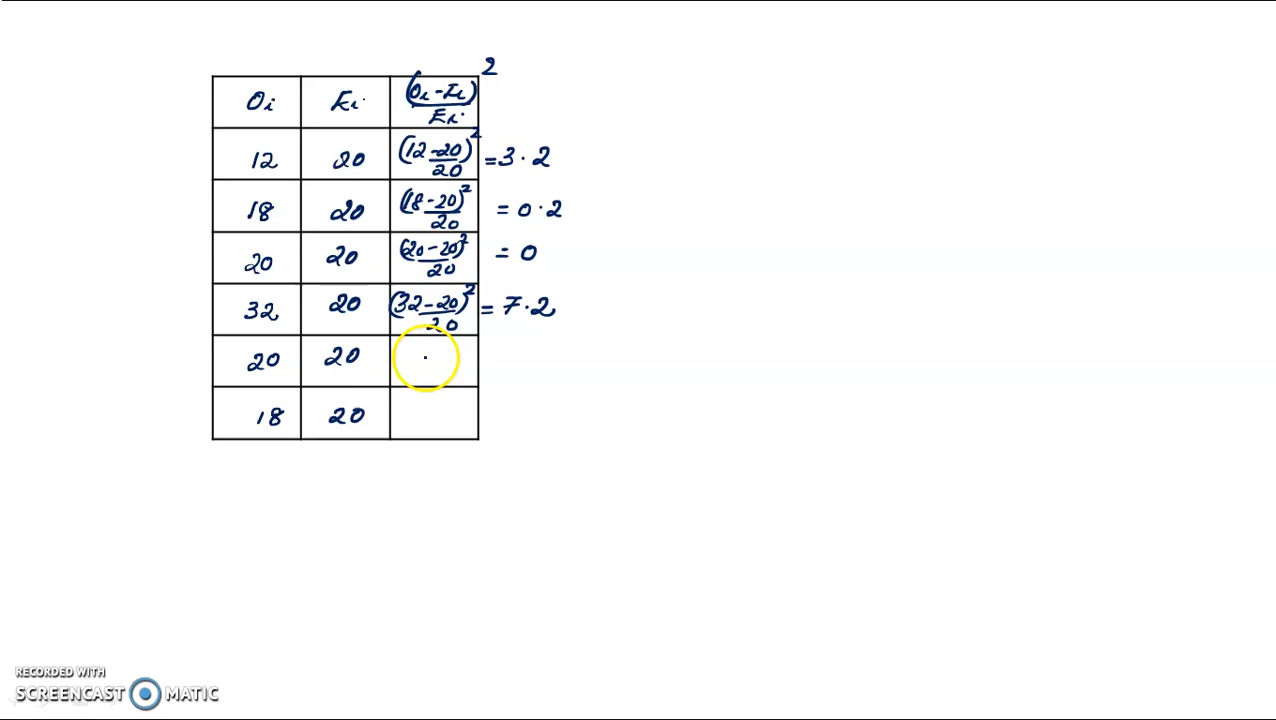 Oi Ei (Oi-Ei)²/Ei
12 20 (12-20)²/20 = 3·2
18 20 (18-20)²/20 = 0·2
20 20 (20-20)²/20 = 0
32 20 (32-20)²/20 = 7·2
20 20
18 20
RECORDED WITH
SCREENCAST MATIC